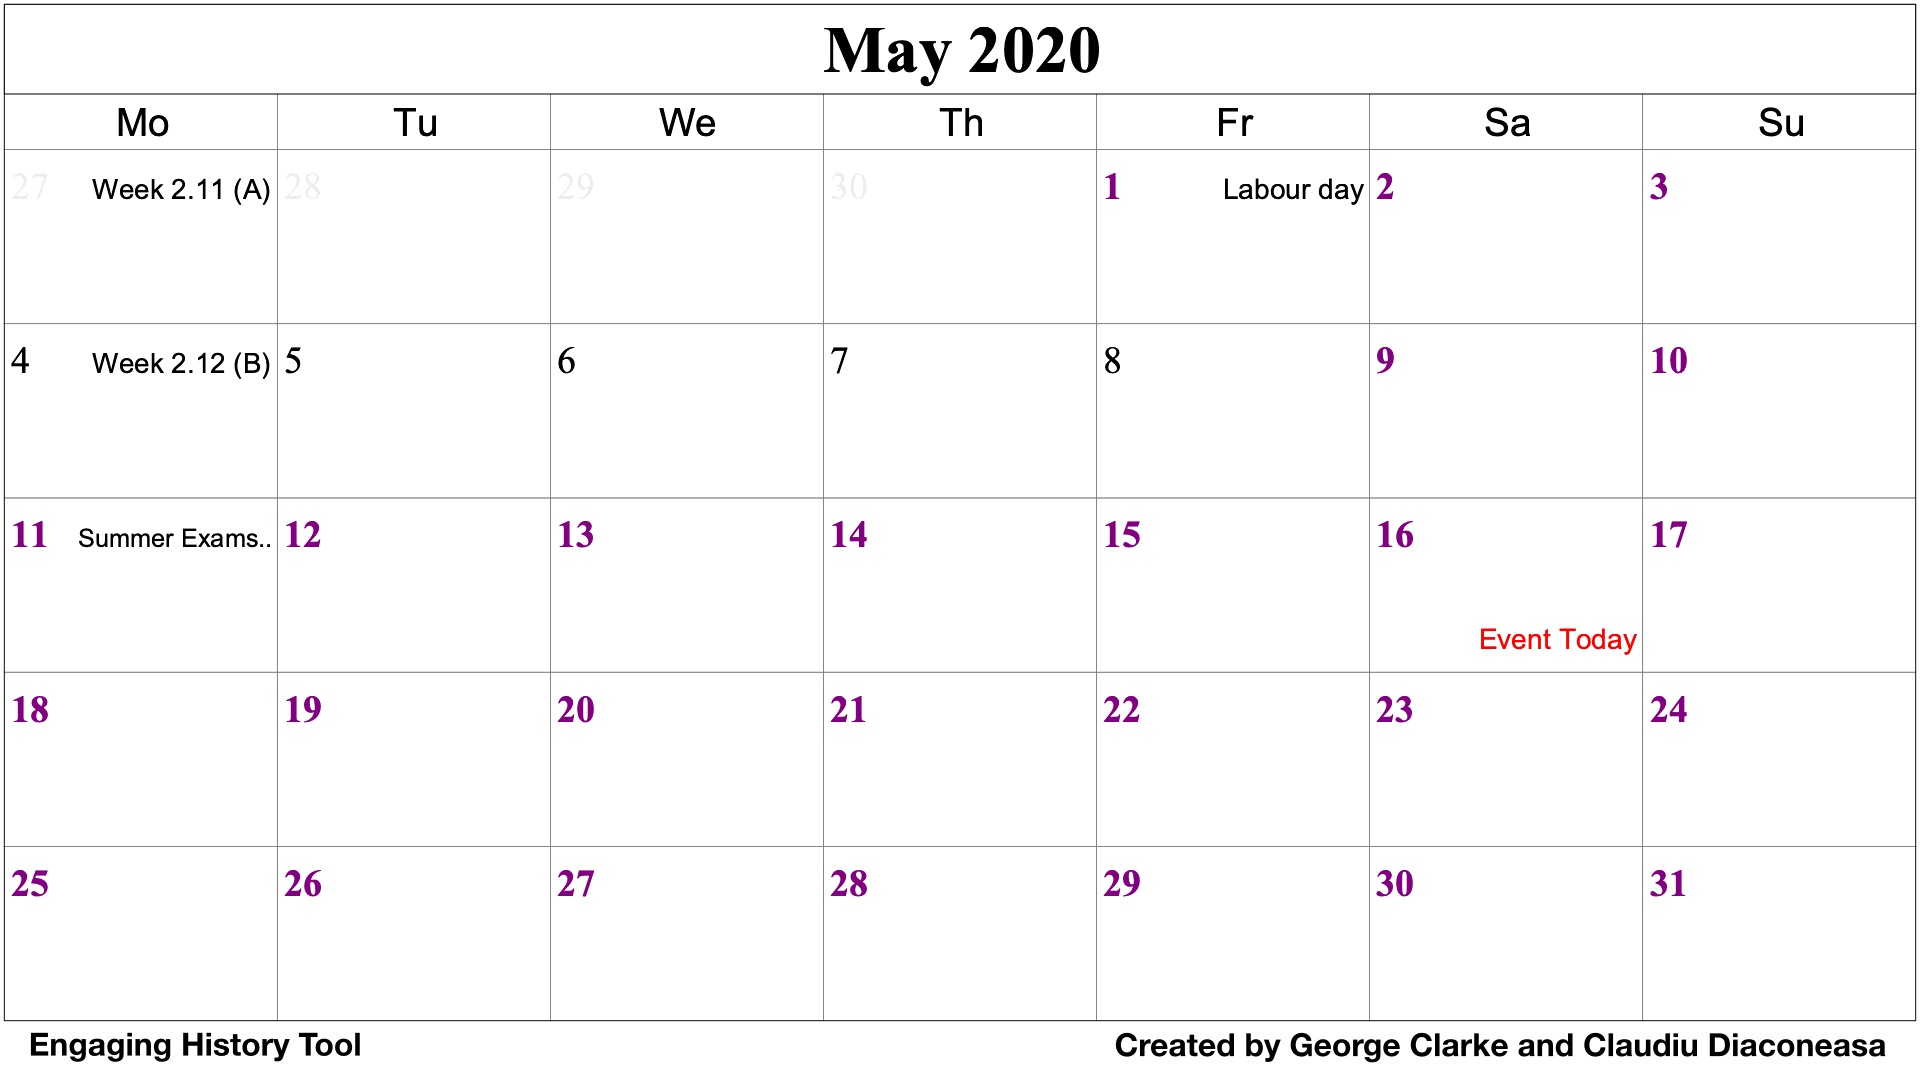 May 2020
Mo Tu We Th Fr Sa Su
27 Week 2.11 (A) 28 29 30 1 Labour day 2 3
4 Week 2.12 (B) 5 6 7 8 9 10
11 Summer Exams.. 12 13 14 15 16 17
Event Today
18 19 20 21 22 23 24
25 26 27 28 29 30 31
Engaging History Tool Created by George Clarke and Claudiu Diaconeasa